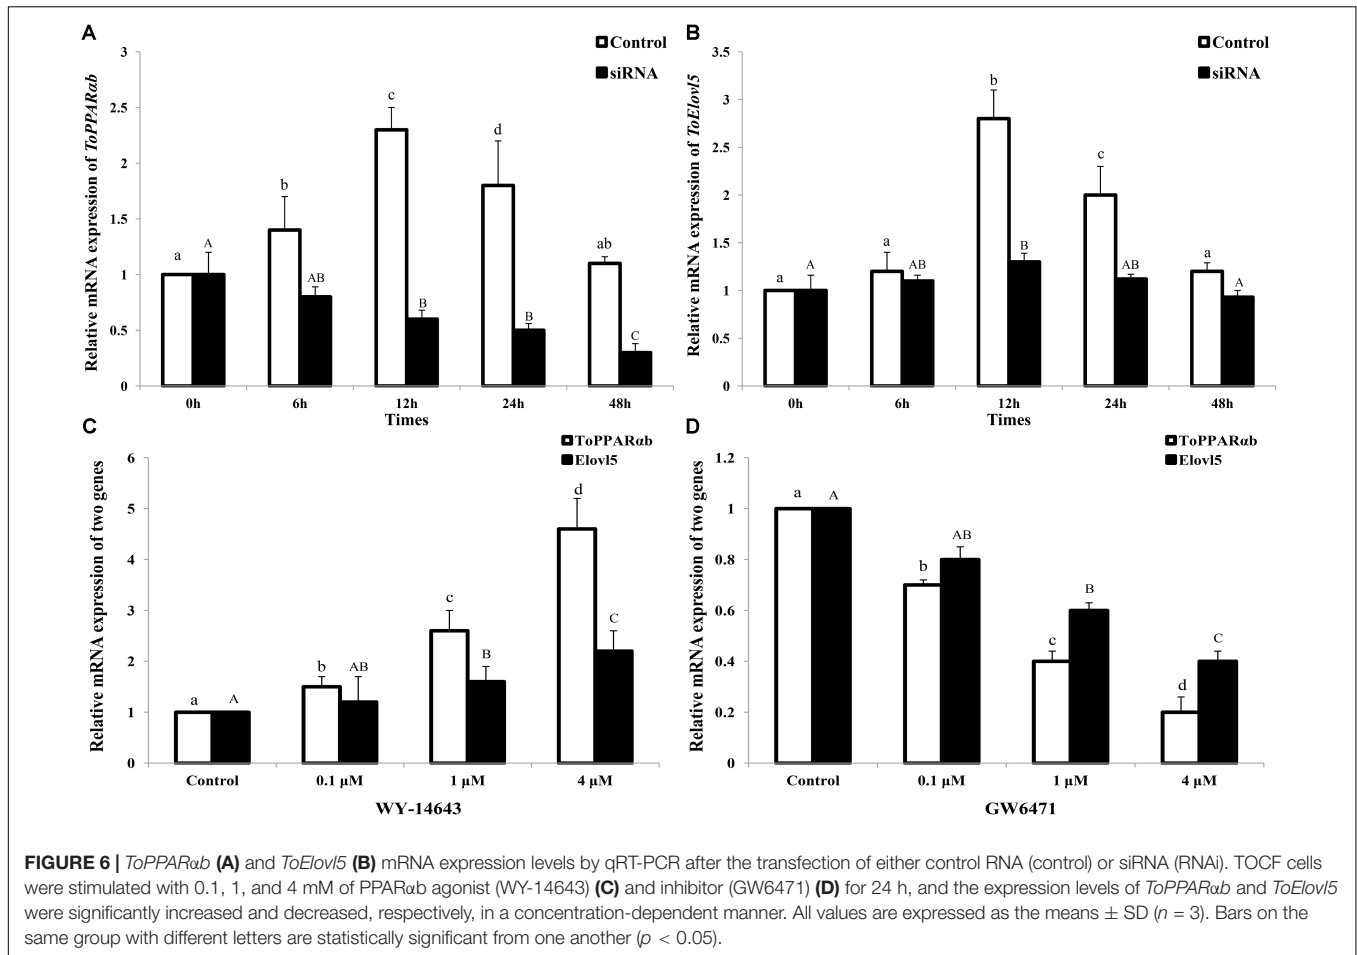 A
Control
siRNA
Relative mRNA expression of ToPPARαb
3
2.5
2
1.5
1
0.5
0
a
A
b
AB
c
B
d
B
ab
C
0h
6h
12h
24h
48h
Times
B
Control
siRNA
Relative mRNA expression of ToElovl5
3.5
3
2.5
2
1.5
1
0.5
0
a
A
a
AB
b
B
c
AB
a
A
0h
6h
12h
24h
48h
Times
C
ToPPARαb
Elovl5
Relative mRNA expression of two genes
6
5
4
3
2
1
0
a
A
b
AB
c
B
d
C
Control
0.1 μM
1 μM
4 μM
WY-14643
D
ToPPARαb
Elovl5
Relative mRNA expression of two genes
1.2
1
0.8
0.6
0.4
0.2
0
a
A
b
AB
c
B
d
C
Control
0.1 μM
1 μM
4 μM
GW6471
FIGURE 6 | ToPPARαb (A) and ToElovl5 (B) mRNA expression levels by qRT-PCR after the transfection of either control RNA (control) or siRNA (RNAi). TOCF cells
were stimulated with 0.1, 1, and 4 mM of PPARαb agonist (WY-14643) (C) and inhibitor (GW6471) (D) for 24 h, and the expression levels of ToPPARαb and ToElovl5
were significantly increased and decreased, respectively, in a concentration-dependent manner. All values are expressed as the means ± SD (n = 3). Bars on the
same group with different letters are statistically significant from one another (p < 0.05).